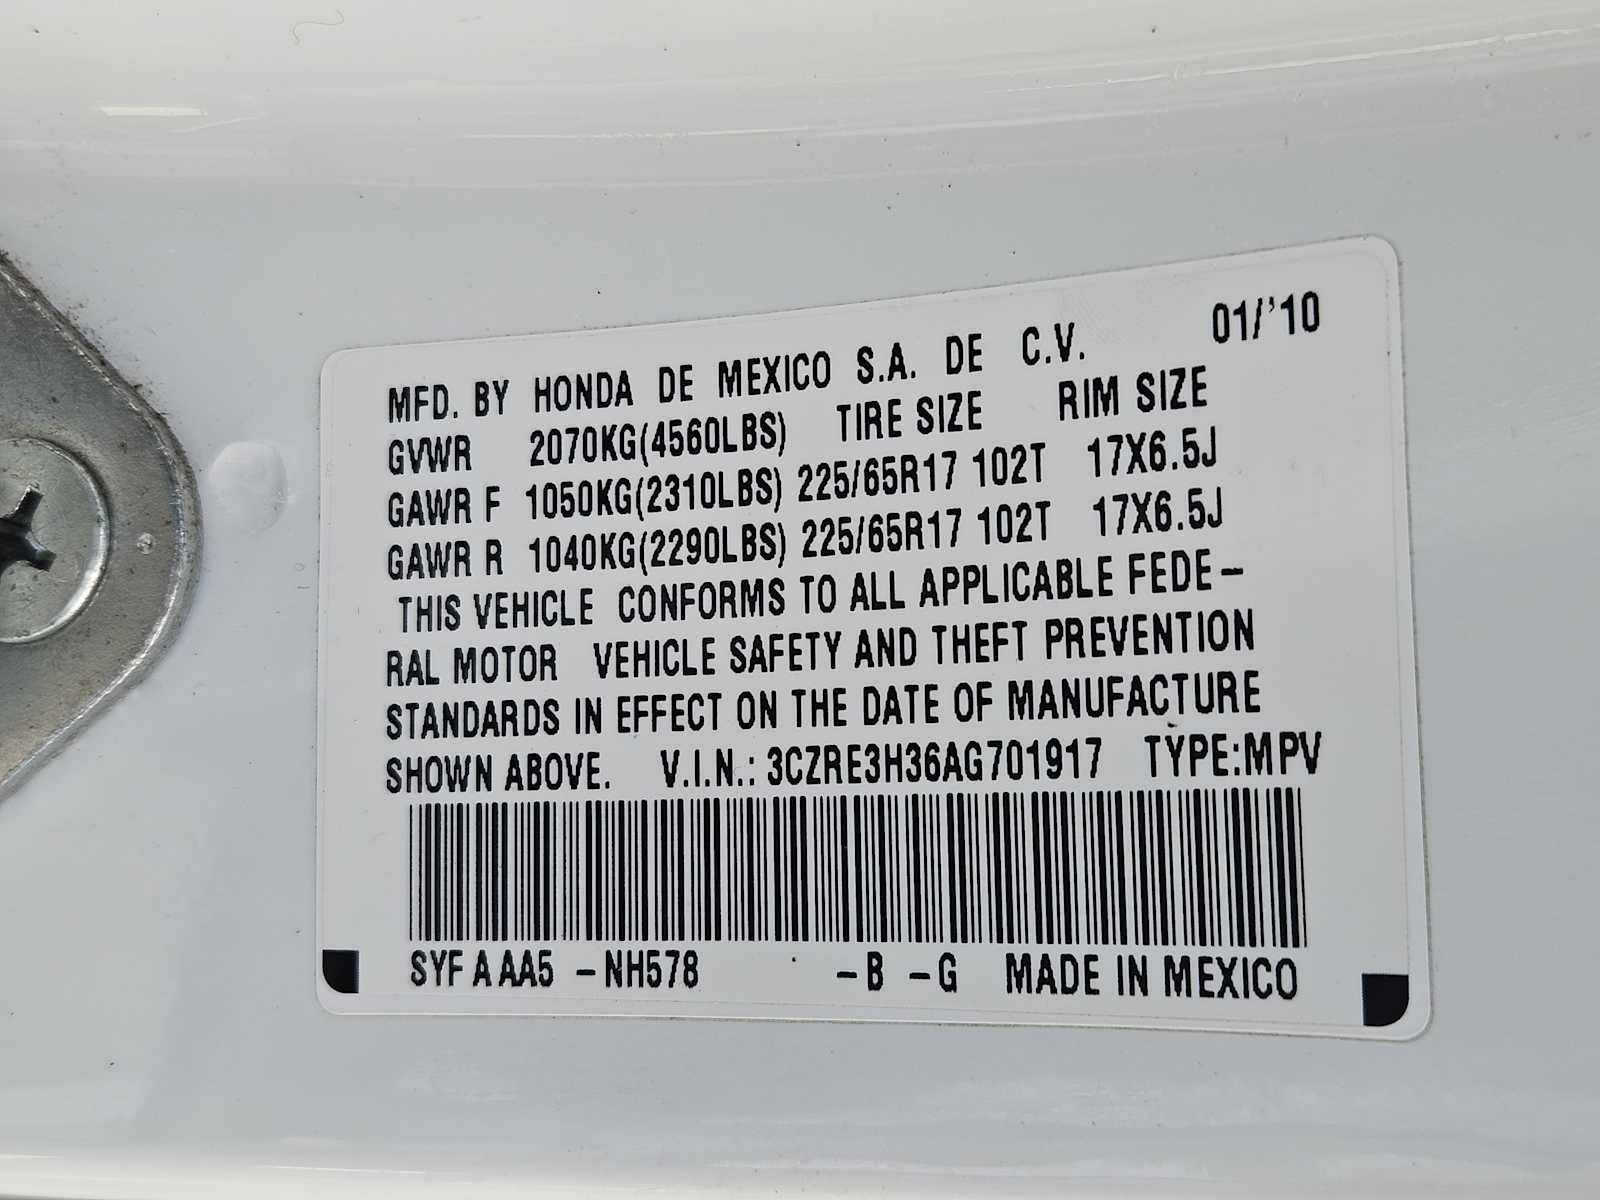 MFD. BY HONDA DE MEXICO S.A. DE C.V. 01/'10
GVWR 2070KG(4560LBS) TIRE SIZE RIM SIZE
GAWR F 1050KG(2310LBS) 225/65R17 102T 17X6.5J
GAWR R 1040KG(2290LBS) 225/65R17 102T 17X6.5J
THIS VEHICLE CONFORMS TO ALL APPLICABLE FEDE-
RAL MOTOR VEHICLE SAFETY AND THEFT PREVENTION
STANDARDS IN EFFECT ON THE DATE OF MANUFACTURE
SHOWN ABOVE. V.I.N.: 3CZRE3H36AG701917 TYPE:MPV
SYF A AA5 -NH578 -B -G MADE IN MEXICO